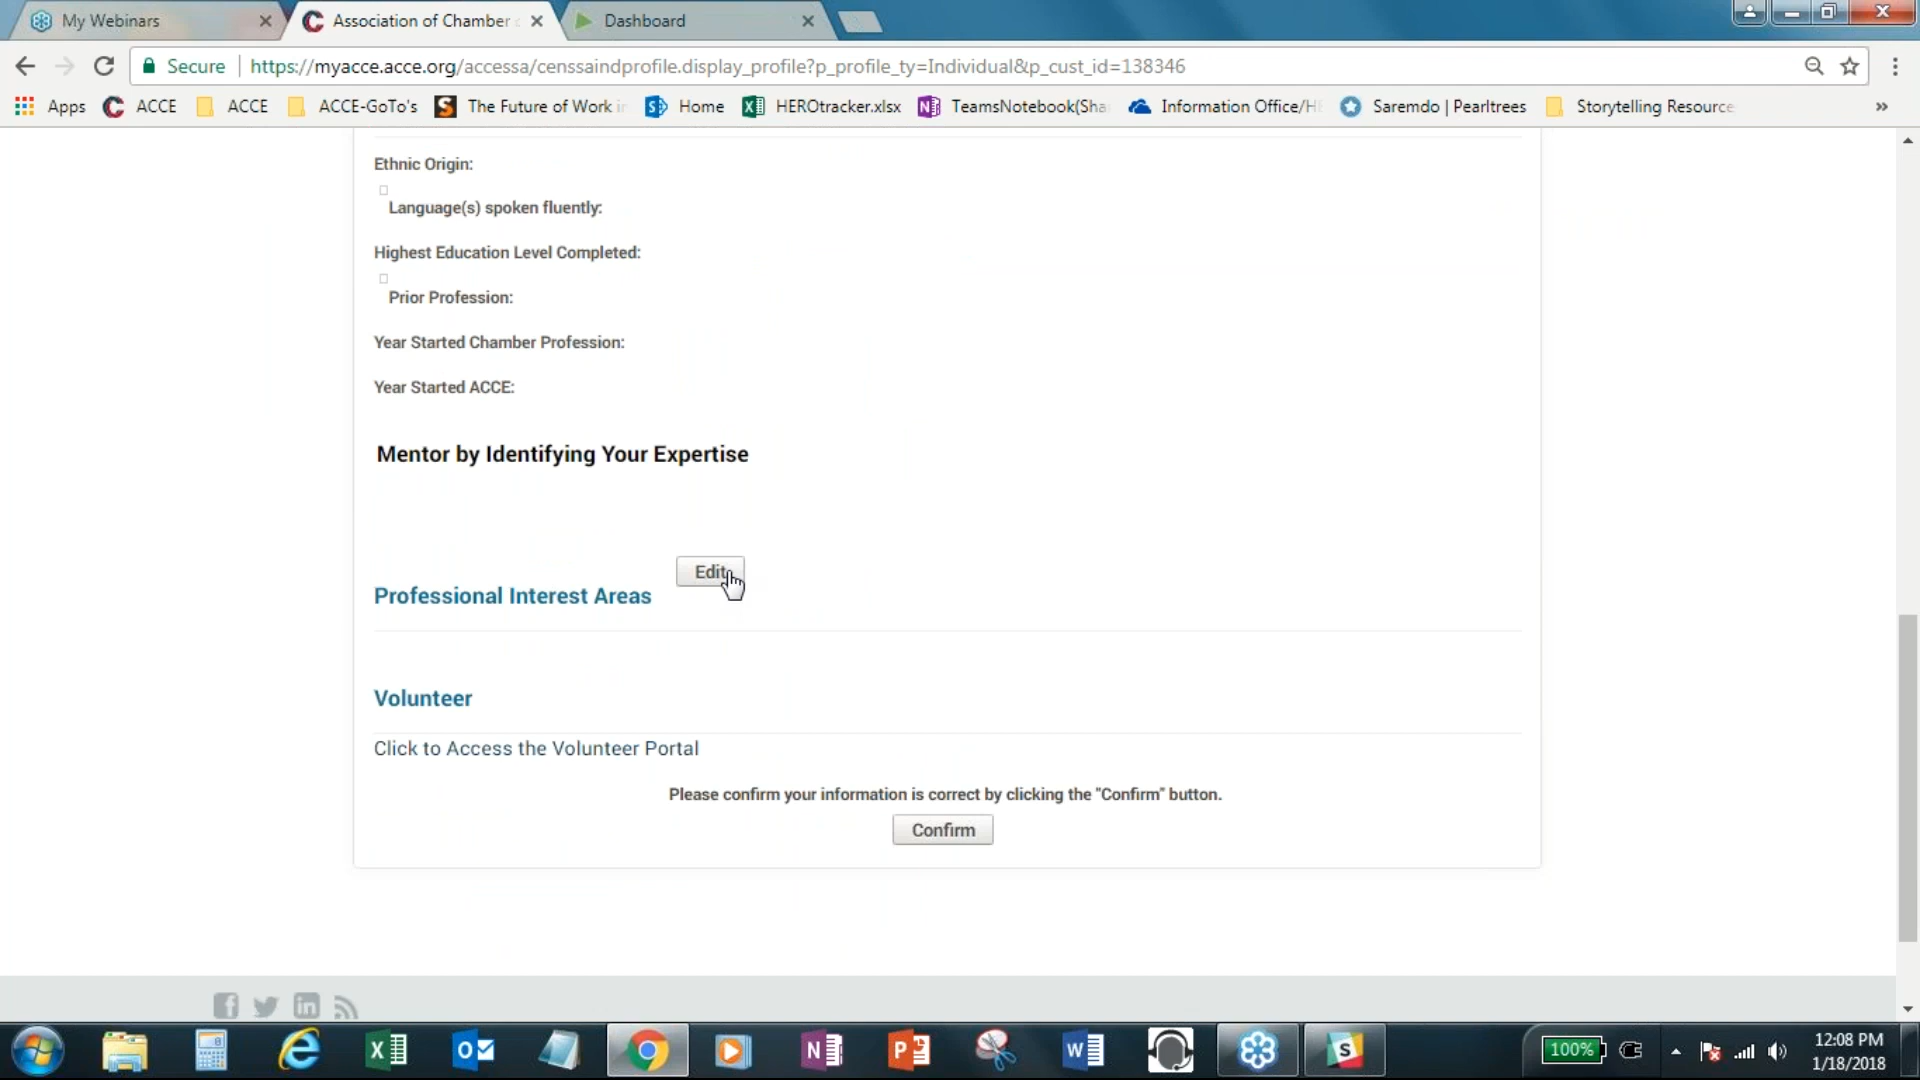 My Webinars
Association of Chamber
Dashboard
Secure
https://myacce.acce.org/accessa/censsaindprofile.display_profile?p_profile_ty=Individual&p_cust_id=138346
Apps
ACCE
ACCE
ACCE-GoTo's
The Future of Work in
Home
HEROtracker.xlsx
TeamsNotebook(Sha
Information Office/H
Saremdo | Pearltrees
Storytelling Resource
»
Ethnic Origin:
Language(s) spoken fluently:
Highest Education Level Completed:
Prior Profession:
Year Started Chamber Profession:
Year Started ACCE:
Mentor by Identifying Your Expertise
Edit
Professional Interest Areas
Volunteer
Click to Access the Volunteer Portal
Please confirm your information is correct by clicking the "Confirm" button.
Confirm
100%
12:08 PM
1/18/2018